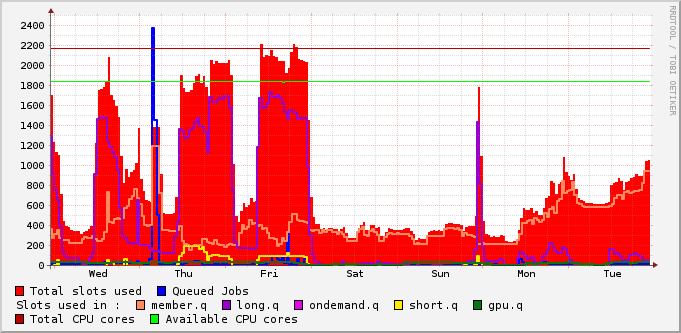 2400
2200
2000
1800
1600
1400
1200
1000
800
600
400
200
0
Wed Thu Fri Sat Sun Mon Tue
RRDTOOL / TOBI OETIKER
Total slots used Queued Jobs
Slots used in : member.q long.q ondemand.q short.q gpu.q
Total CPU cores Available CPU cores